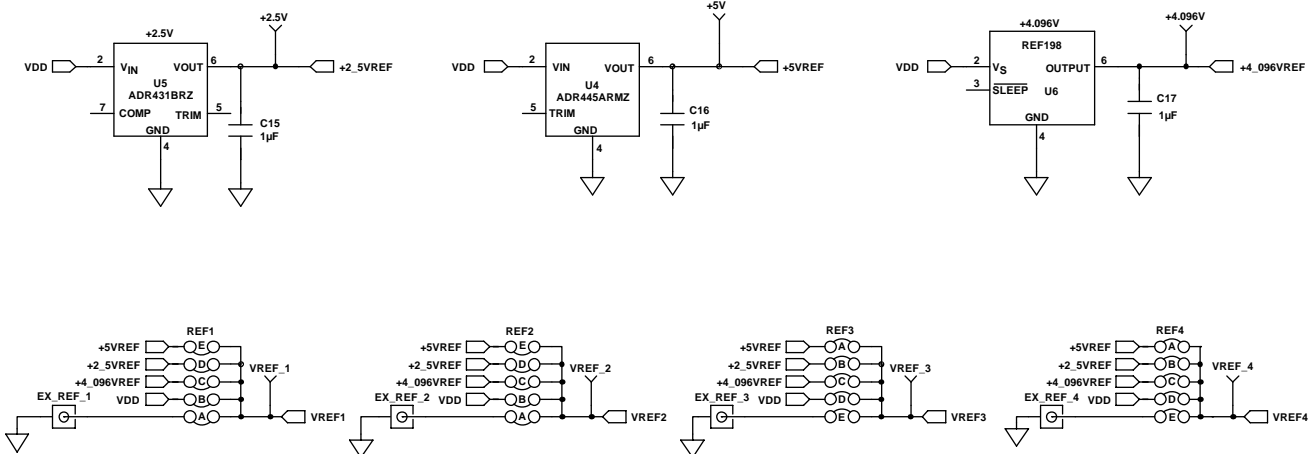 +2.5V
+2.5V
VDD
2
VIN
VOUT
6
+2_5VREF
U5
ADR431BRZ
7
COMP
TRIM
5
GND
4
C15
1µF
+5V
VDD
2
VIN
VOUT
6
+5VREF
U4
ADR445ARMZ
5
TRIM
GND
4
C16
1µF
+4.096V
+4.096V
REF198
VDD
2
VS
OUTPUT
6
+4_096VREF
3
SLEEP
U6
GND
4
C17
1µF
REF1
+5VREF
E
+2_5VREF
D
VREF_1
+4_096VREF
C
EX_REF_1
VDD
B
A
VREF1
REF2
+5VREF
E
+2_5VREF
D
VREF_2
+4_096VREF
C
EX_REF_2
VDD
B
A
VREF2
REF3
+5VREF
A
+2_5VREF
B
VREF_3
+4_096VREF
C
EX_REF_3
VDD
D
E
VREF3
REF4
+5VREF
A
+2_5VREF
B
VREF_4
+4_096VREF
C
EX_REF_4
VDD
D
E
VREF4